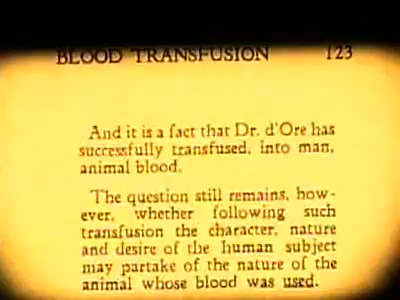 BLOOD TRANSFUSION 123
And it is a fact that Dr. d'Ore has
successfully transfused, into man,
animal blood.
The question still remains, how-
ever, whether following such
transfusion the character, nature
and desire of the human subject
may partake of the nature of the
animal whose blood was used.